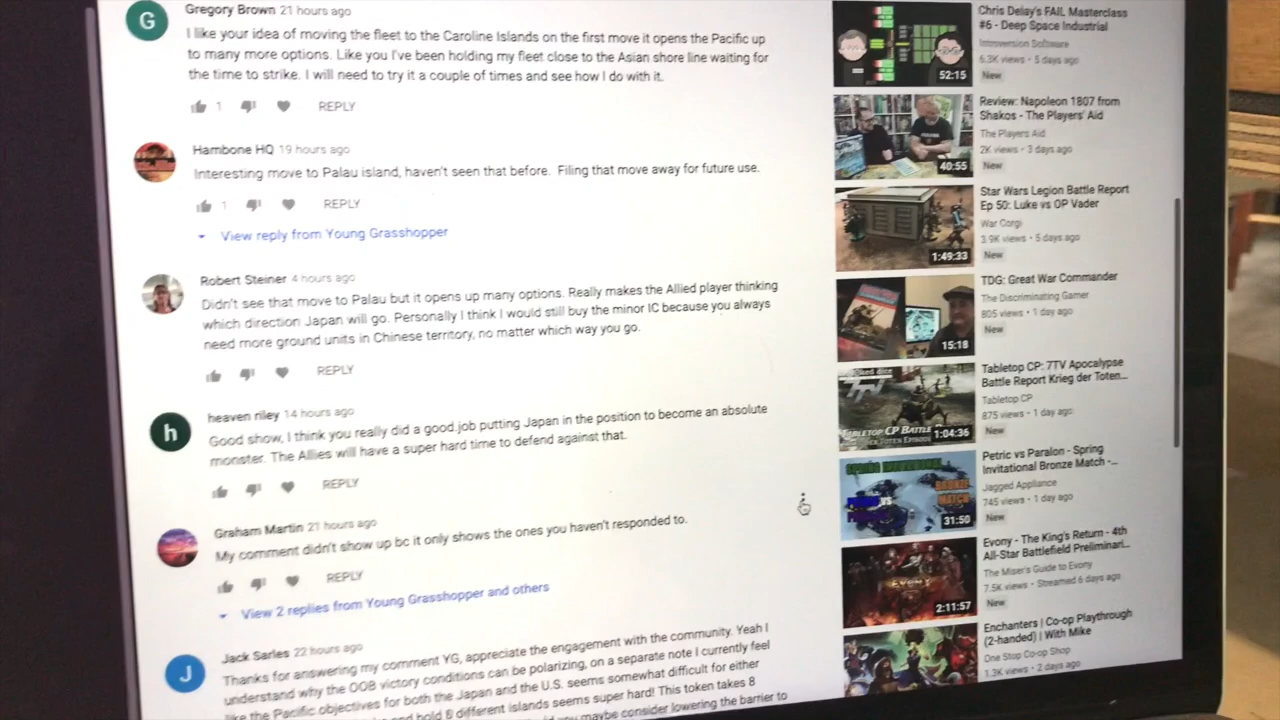 G
Gregory Brown 21 hours ago
I like your idea of moving the fleet to the Caroline Islands on the first move it opens the Pacific up
to many more options. Like you I've been holding my fleet close to the Asian shore line waiting for
the time to strike. I will need to try it a couple of times and see how I do with it.
1
REPLY
Hambone HQ 19 hours ago
Interesting move to Palau island, haven't seen that before. Filing that move away for future use.
1
REPLY
View reply from Young Grasshopper
Robert Steiner 4 hours ago
Didn't see that move to Palau but it opens up many options. Really makes the Allied player thinking
which direction Japan will go. Personally I think I would still buy the minor IC because you always
need more ground units in Chinese territory, no matter which way you go.
REPLY
h
heaven riley 14 hours ago
Good show, I think you really did a good job putting Japan in the position to become an absolute
monster. The Allies will have a super hard time to defend against that.
REPLY
Graham Martin 21 hours ago
My comment didn't show up bc it only shows the ones you haven't responded to.
REPLY
View 2 replies from Young Grasshopper and others
J
Jack Sarles 22 hours ago
Thanks for answering my comment YG, appreciate the engagement with the community. Yeah I
understand why the OOB victory conditions can be polarizing, on a separate note I currently feel
like the Pacific objectives for both the Japan and the U.S. seems somewhat difficult for either
and hold 8 different islands seems super hard! This token takes 8
you maybe consider lowering the barrier to
Chris Delay's FAIL Masterclass
#6 - Deep Space Industrial
Introversion Software
6.3K views • 5 days ago
New
52:15
Review: Napoleon 1807 from
Shakos - The Players' Aid
The Players Aid
2K views • 3 days ago
New
40:55
Star Wars Legion Battle Report
Ep 50: Luke vs OP Vader
War Corgi
3.9K views • 5 days ago
New
1:49:33
TDG: Great War Commander
The Discriminating Gamer
805 views • 1 day ago
New
15:18
Tabletop CP: 7TV Apocalypse
Battle Report Krieg der Toten...
Tabletop CP
875 views • 1 day ago
New
7TV
TABLETOP CP BATTLE
1:04:36
Petric vs Paralon - Spring
Invitational Bronze Match -...
Jagged Appliance
745 views • 1 day ago
New
BRONZE
MATCH
31:50
Evony - The King's Return - 4th
All-Star Battlefield Preliminari...
The Miser's Guide to Evony
7.5K views • Streamed 6 days ago
New
EVONY
2:11:57
Enchanters | Co-op Playthrough
(2-handed) | With Mike
One Stop Co-op Shop
1.3K views • 2 days ago